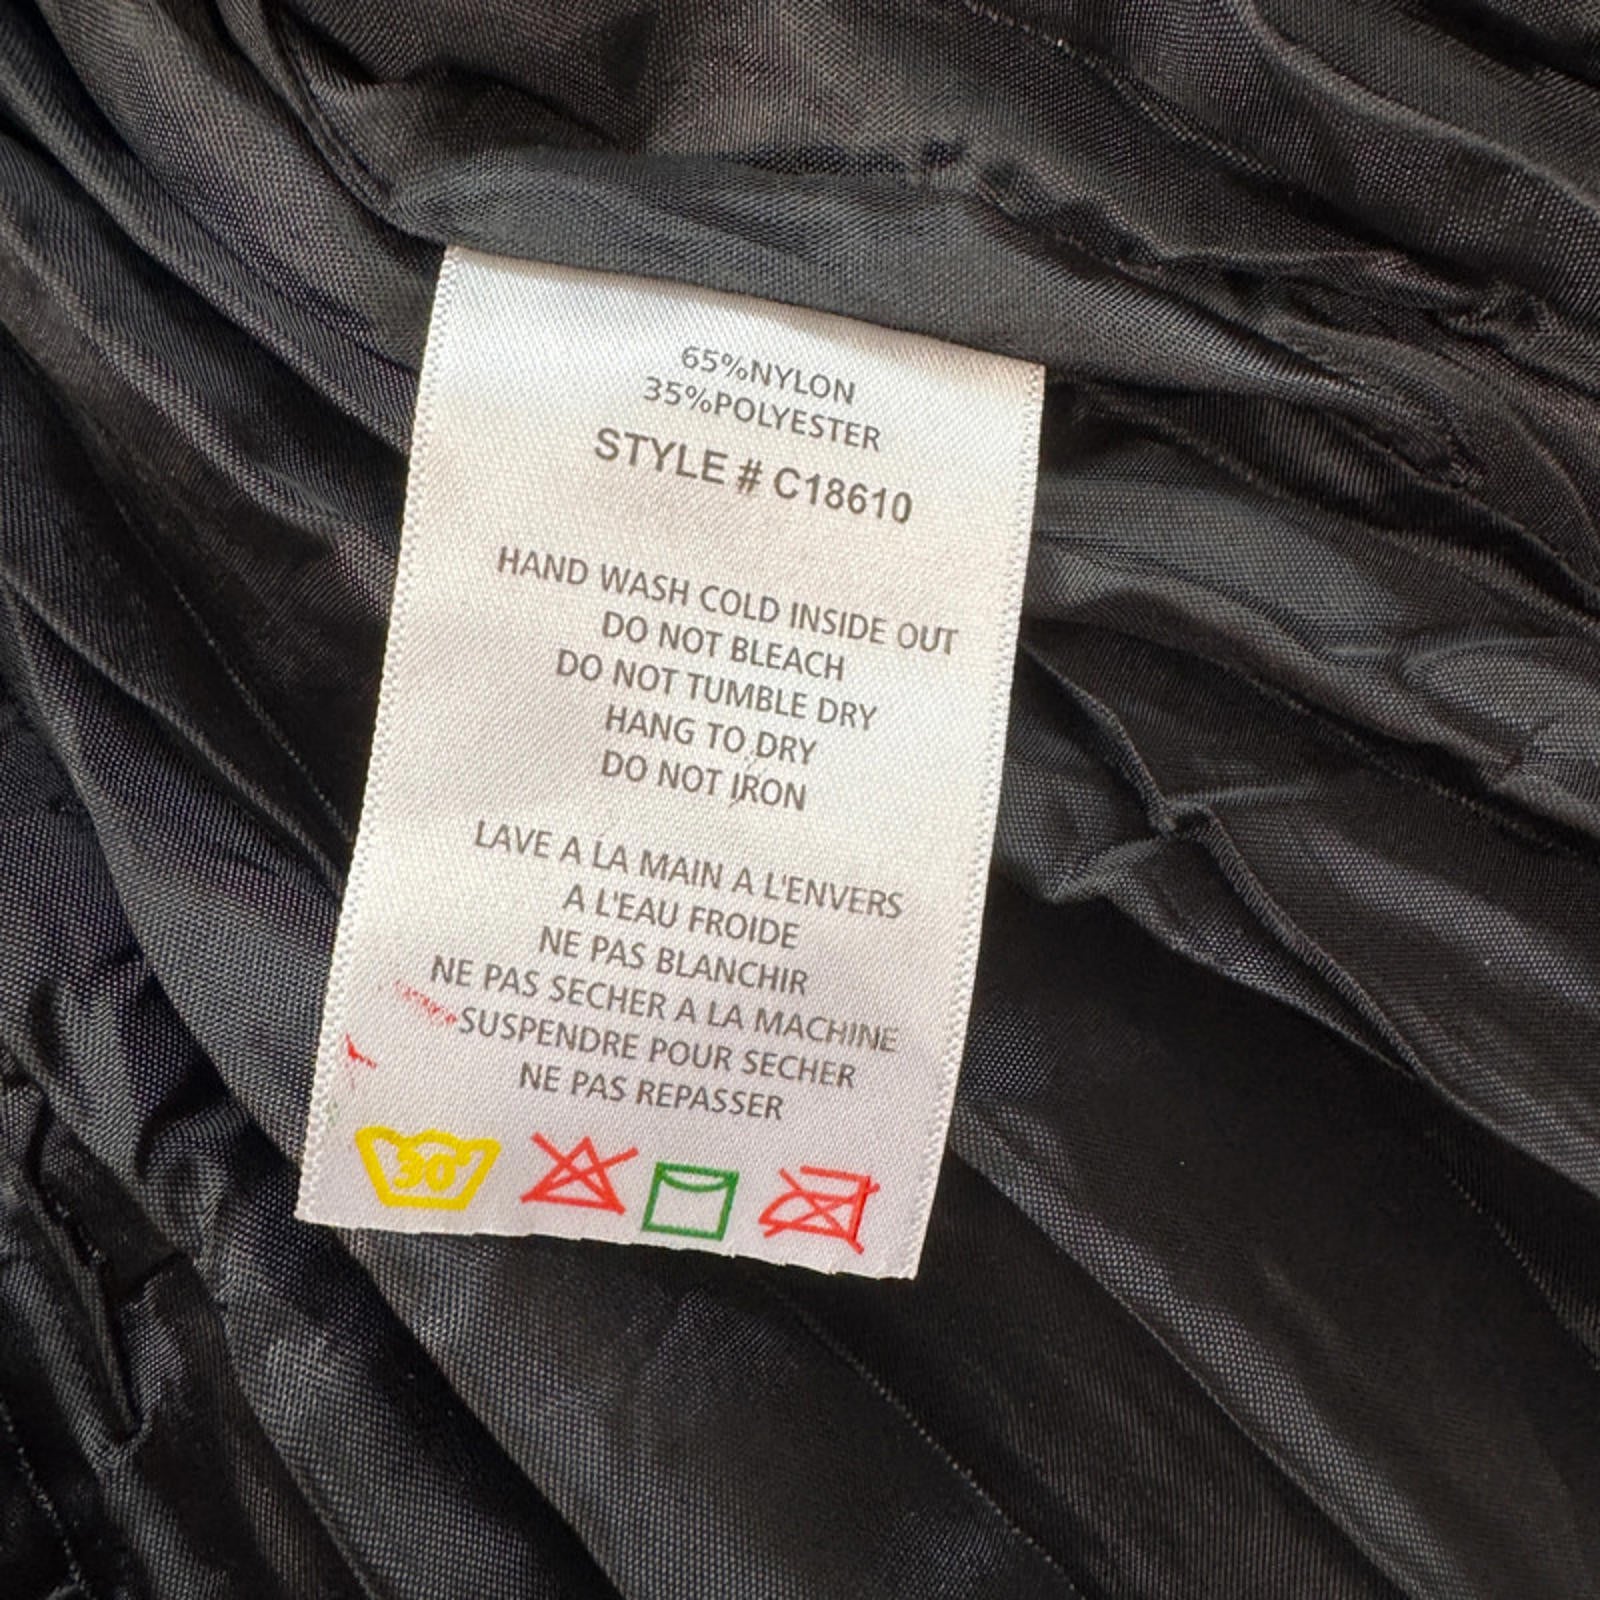 65%NYLON
35%POLYESTER
STYLE # C18610
HAND WASH COLD INSIDE OUT
DO NOT BLEACH
DO NOT TUMBLE DRY
HANG TO DRY
DO NOT IRON
LAVE A LA MAIN A L'ENVERS
A L'EAU FROIDE
NE PAS BLANCHIR
NE PAS SECHER A LA MACHINE
SUSPENDRE POUR SECHER
NE PAS REPASSER
30°